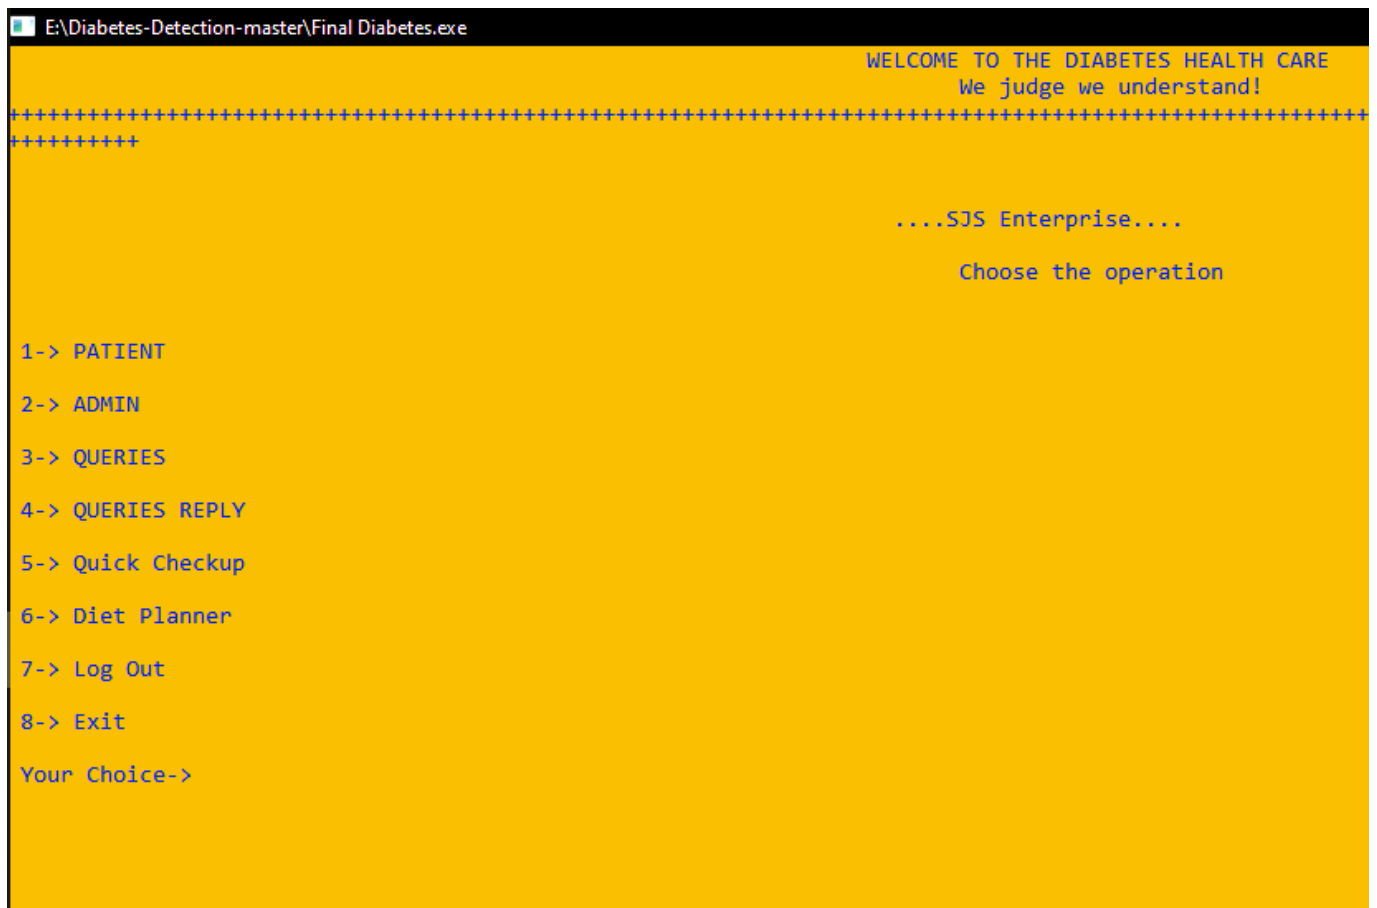 E:\Diabetes-Detection-master\Final Diabetes.exe
WELCOME TO THE DIABETES HEALTH CARE
We judge we understand!
+++++++++++++++++++++++++++++++++++++++++++++++++++++++++++++++++++++++++++++++++++++++++++++++++++++++
++++++++++
....SJS Enterprise....
Choose the operation
1-> PATIENT
2-> ADMIN
3-> QUERIES
4-> QUERIES REPLY
5-> Quick Checkup
6-> Diet Planner
7-> Log Out
8-> Exit
Your Choice->